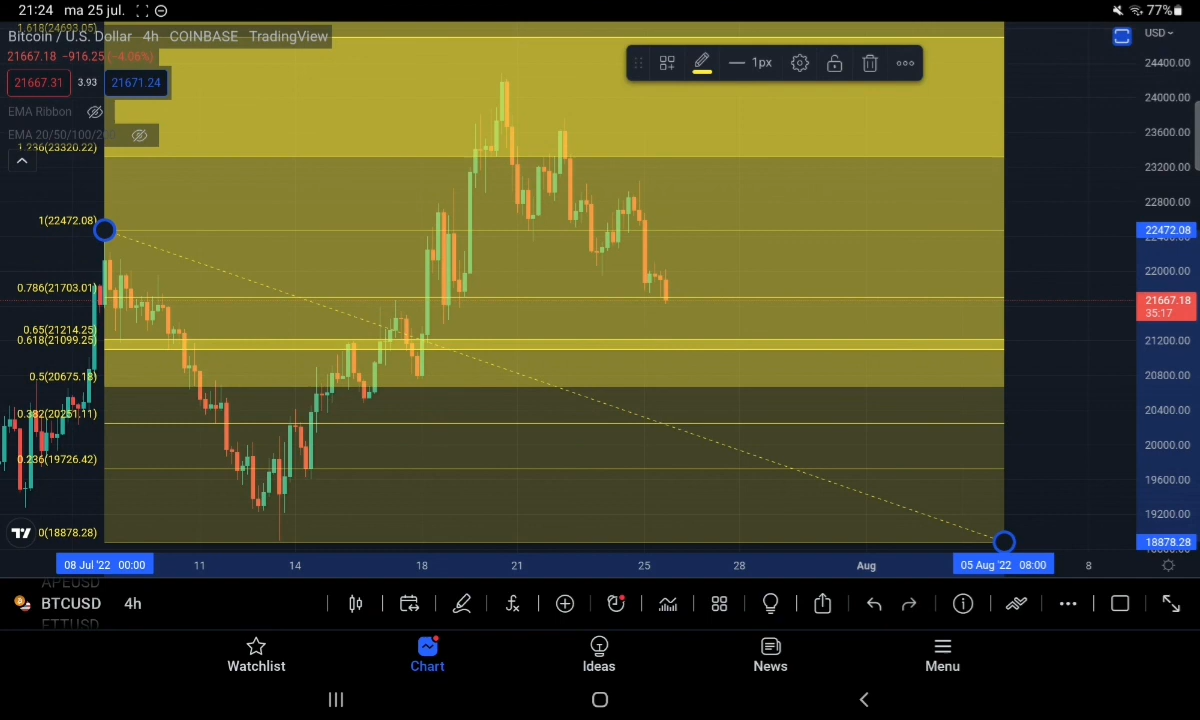 21:24 ma 25 jul. 77%
1.618(24693.05)
Bitcoin / U.S. Dollar 4h COINBASE TradingView
USD
21667.18 −916.25 (−4.06%)
21667.31 3.93 21671.24
1px
EMA Ribbon
EMA 20/50/100/200
1.236(23320.22)
1(22472.08)
0.786(21703.01)
0.65(21214.25)
0.618(21099.25)
0.5(20675.18)
0.382(20251.11)
0.236(19726.42)
0(18878.28)
24400.00
24000.00
23600.00
23200.00
22800.00
22472.08
22400.00
22000.00
21667.18
35:17
21200.00
20800.00
20400.00
20000.00
19600.00
19200.00
18878.28
08 Jul '22 00:00 11 14 18 21 25 28 Aug 05 Aug '22 08:00 8
APEUSD
BTCUSD 4h
FTTUSD
Watchlist Chart Ideas News Menu